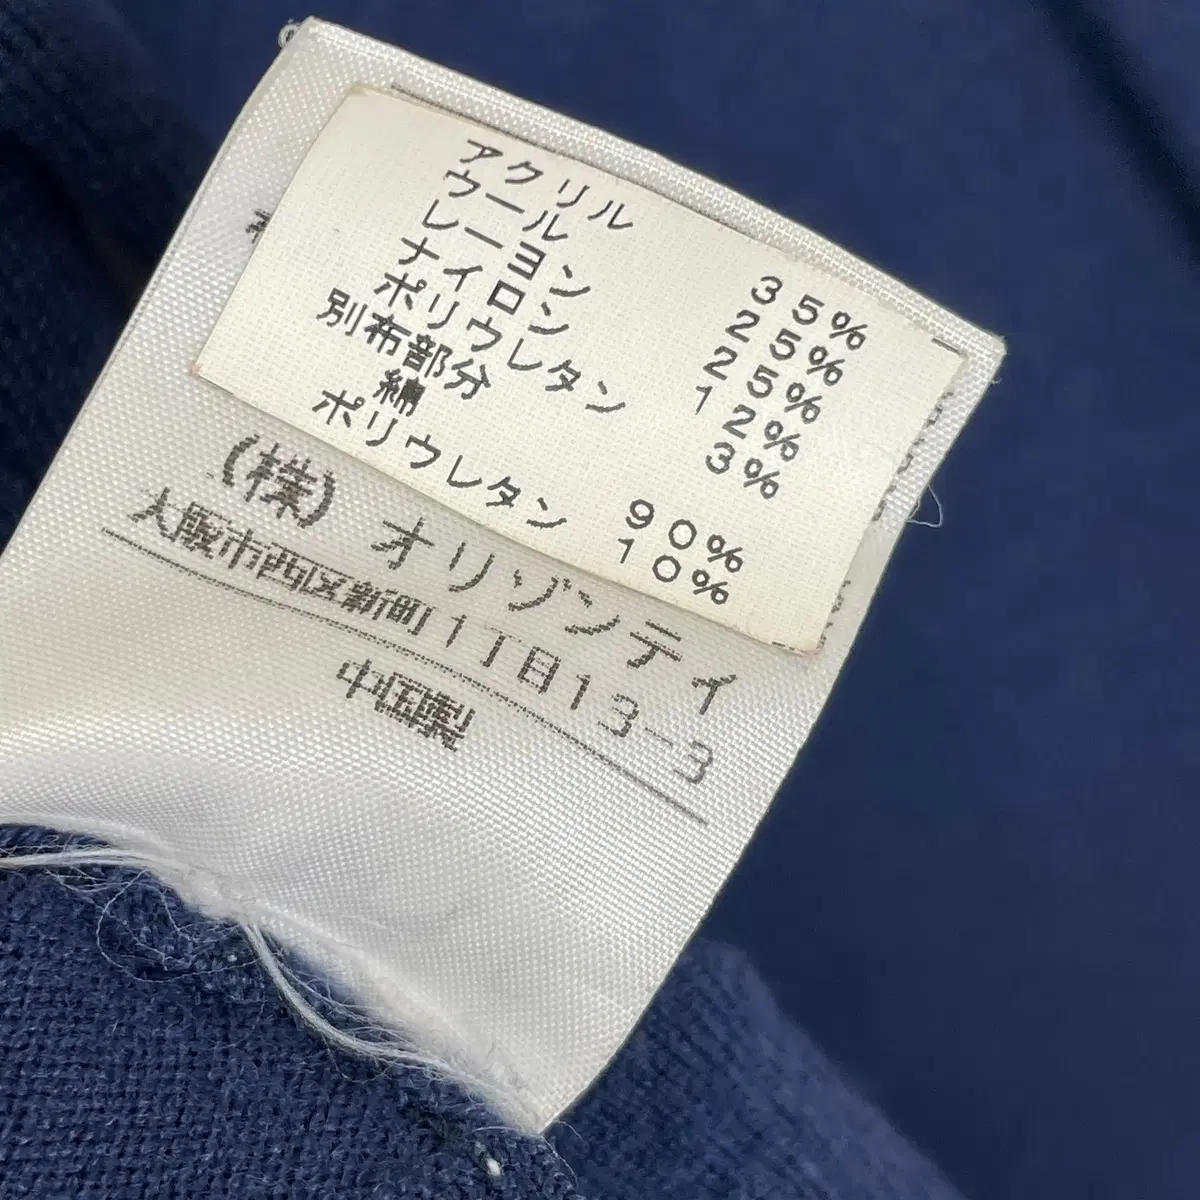 アクリル 35%
ウール 25%
レーヨン 25%
ナイロン 12%
ポリウレタン 3%
別布部分
綿 90%
ポリウレタン 10%
(株)オリゾンティ
大阪市西区新町1丁目13-3
中国製